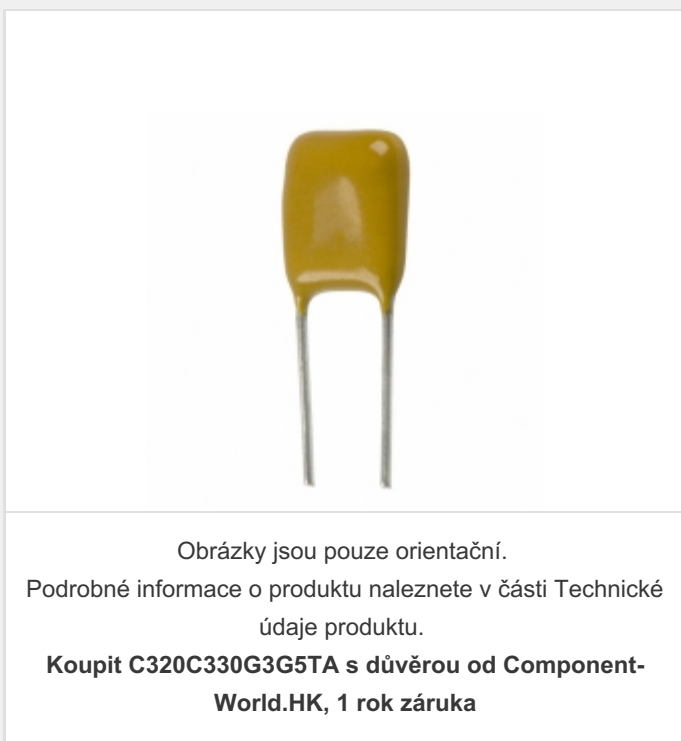 Obrázky jsou pouze orientační.
Podrobné informace o produktu naleznete v části Technické
údaje produktu.
Koupit C320C330G3G5TA s důvěrou od Component-
World.HK, 1 rok záruka